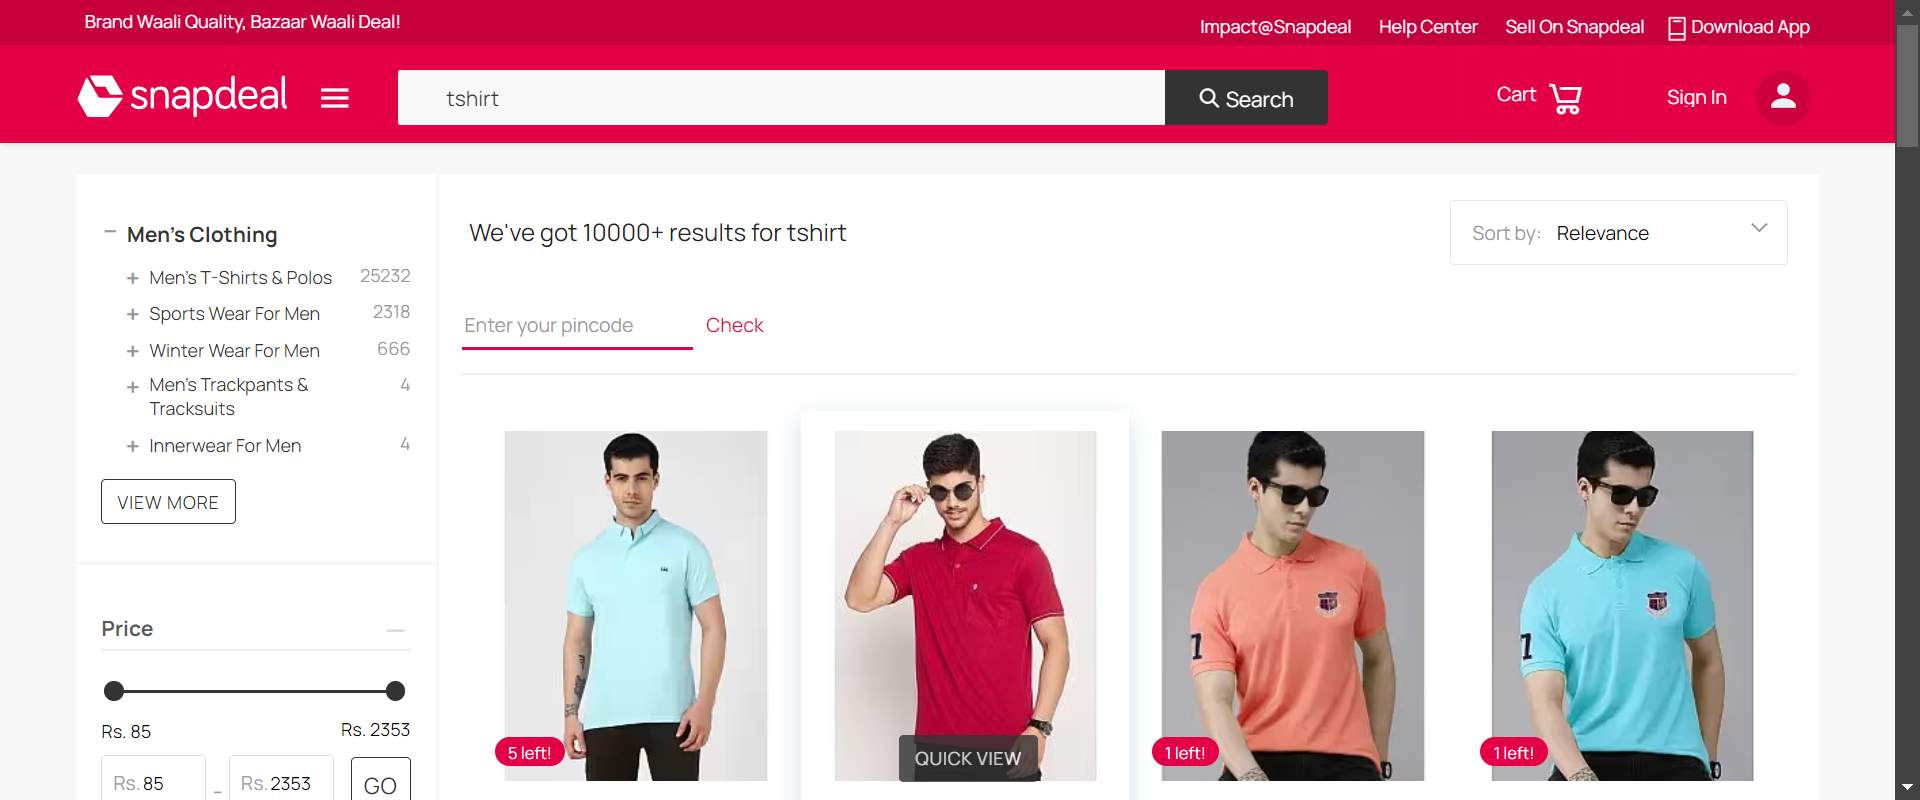 Brand Waali Quality, Bazaar Waali Deal!
Impact@Snapdeal Help Center Sell On Snapdeal Download App
snapdeal
tshirt
Search
Cart
Sign In
Men's Clothing
Men's T-Shirts & Polos 25232
Sports Wear For Men 2318
Winter Wear For Men 666
Men's Trackpants & 4
Tracksuits
Innerwear For Men 4
VIEW MORE
Price
Rs. 85 Rs. 2353
Rs. 85 - Rs. 2353 GO
We've got 10000+ results for tshirt
Sort by: Relevance
Enter your pincode Check
5 left!
QUICK VIEW
1 left!
1 left!